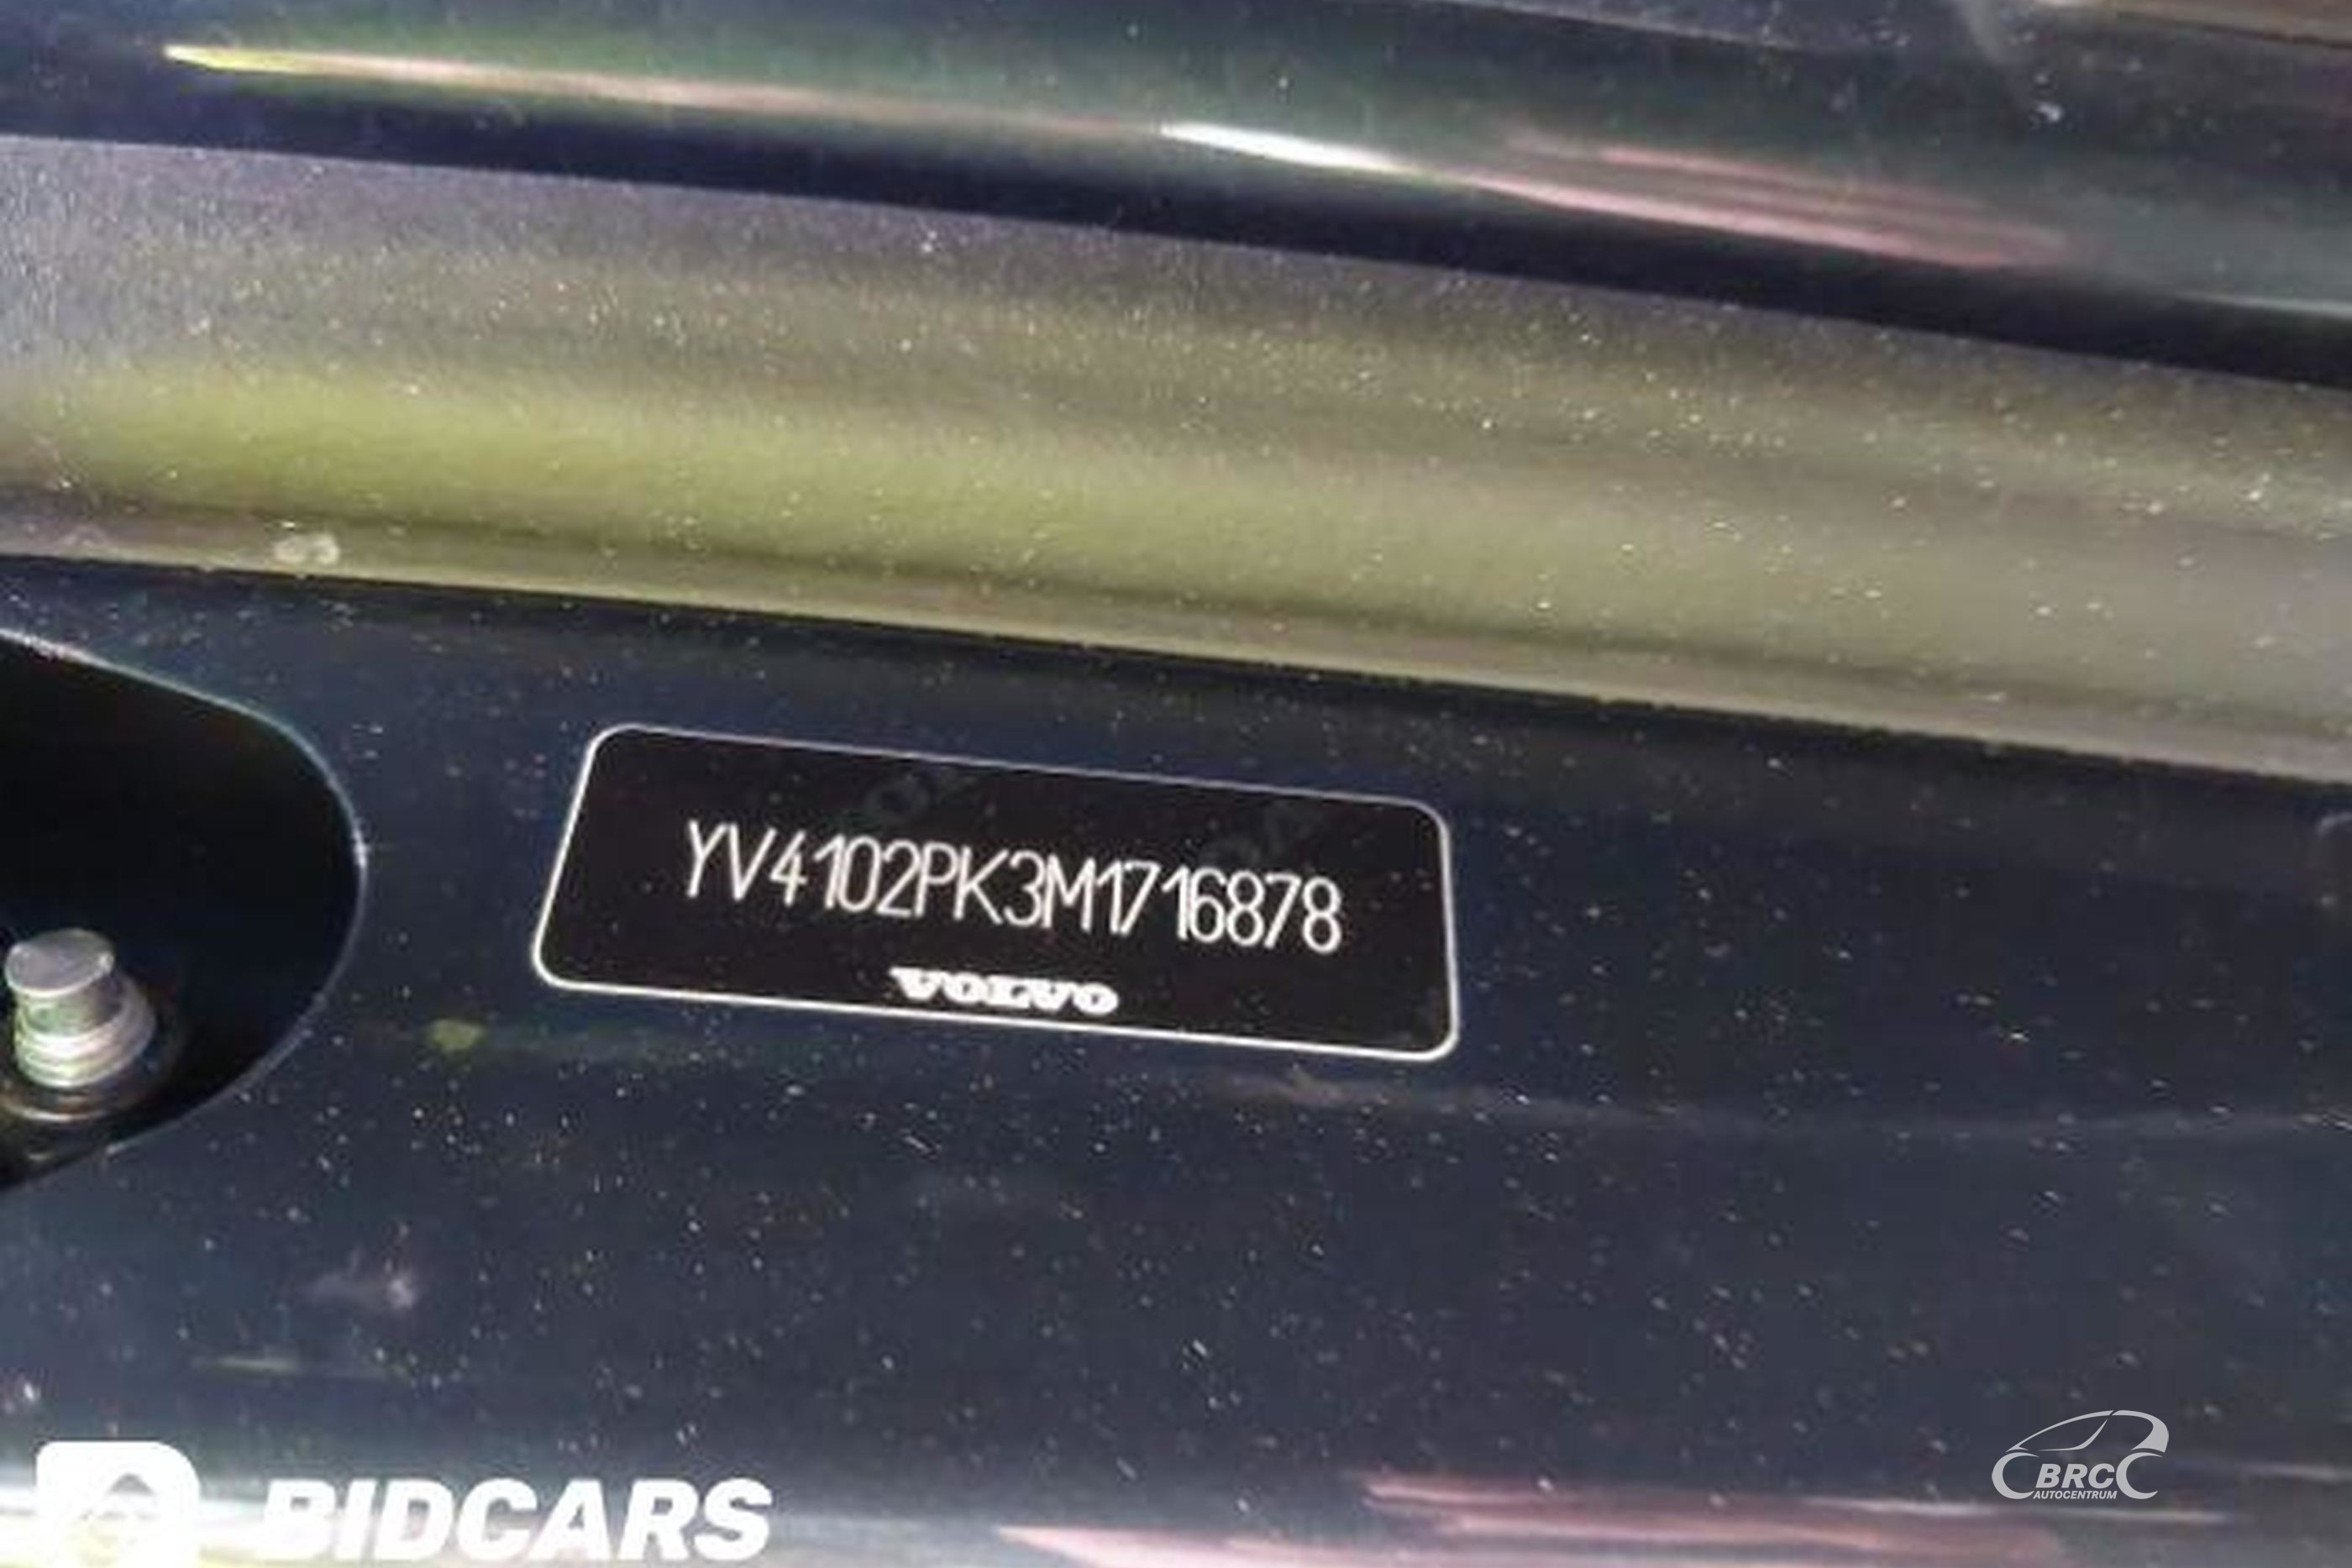 YV4102PK3M1716878
VOLVO
BIDCARS
BRC
AUTOCENTRUM